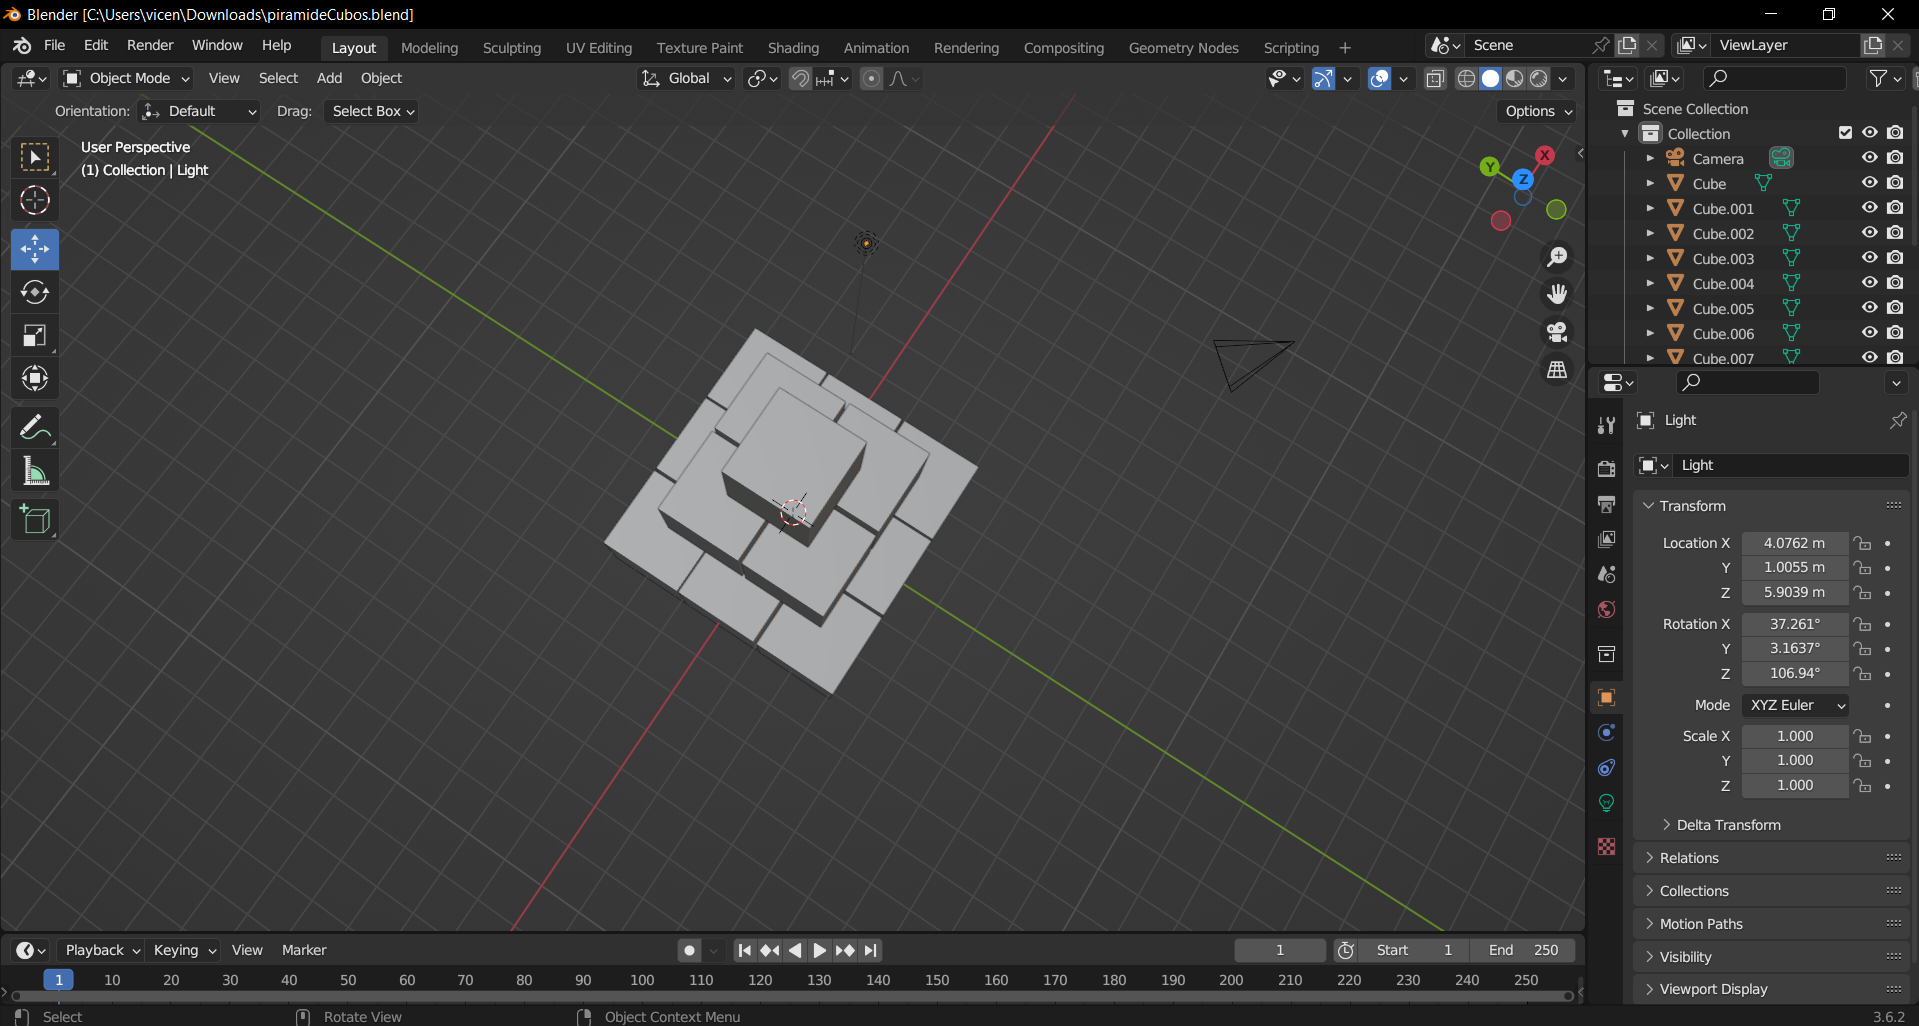 Blender [C:\Users\vicen\Downloads\piramideCubos.blend]
File Edit Render Window Help Layout Modeling Sculpting UV Editing Texture Paint Shading Animation Rendering Compositing Geometry Nodes Scripting + Scene ViewLayer
Object Mode View Select Add Object Global
Orientation: Default Drag: Select Box Options
User Perspective
(1) Collection | Light
X
Y
Z
Scene Collection
Collection
Camera
Cube
Cube.001
Cube.002
Cube.003
Cube.004
Cube.005
Cube.006
Cube.007
Light
Light
Transform
Location X 4.0762 m
Y 1.0055 m
Z 5.9039 m
Rotation X 37.261°
Y 3.1637°
Z 106.94°
Mode XYZ Euler
Scale X 1.000
Y 1.000
Z 1.000
Delta Transform
Relations
Collections
Motion Paths
Visibility
Viewport Display
Playback Keying View Marker 1 Start 1 End 250
1 10 20 30 40 50 60 70 80 90 100 110 120 130 140 150 160 170 180 190 200 210 220 230 240 250
Select Rotate View Object Context Menu 3.6.2